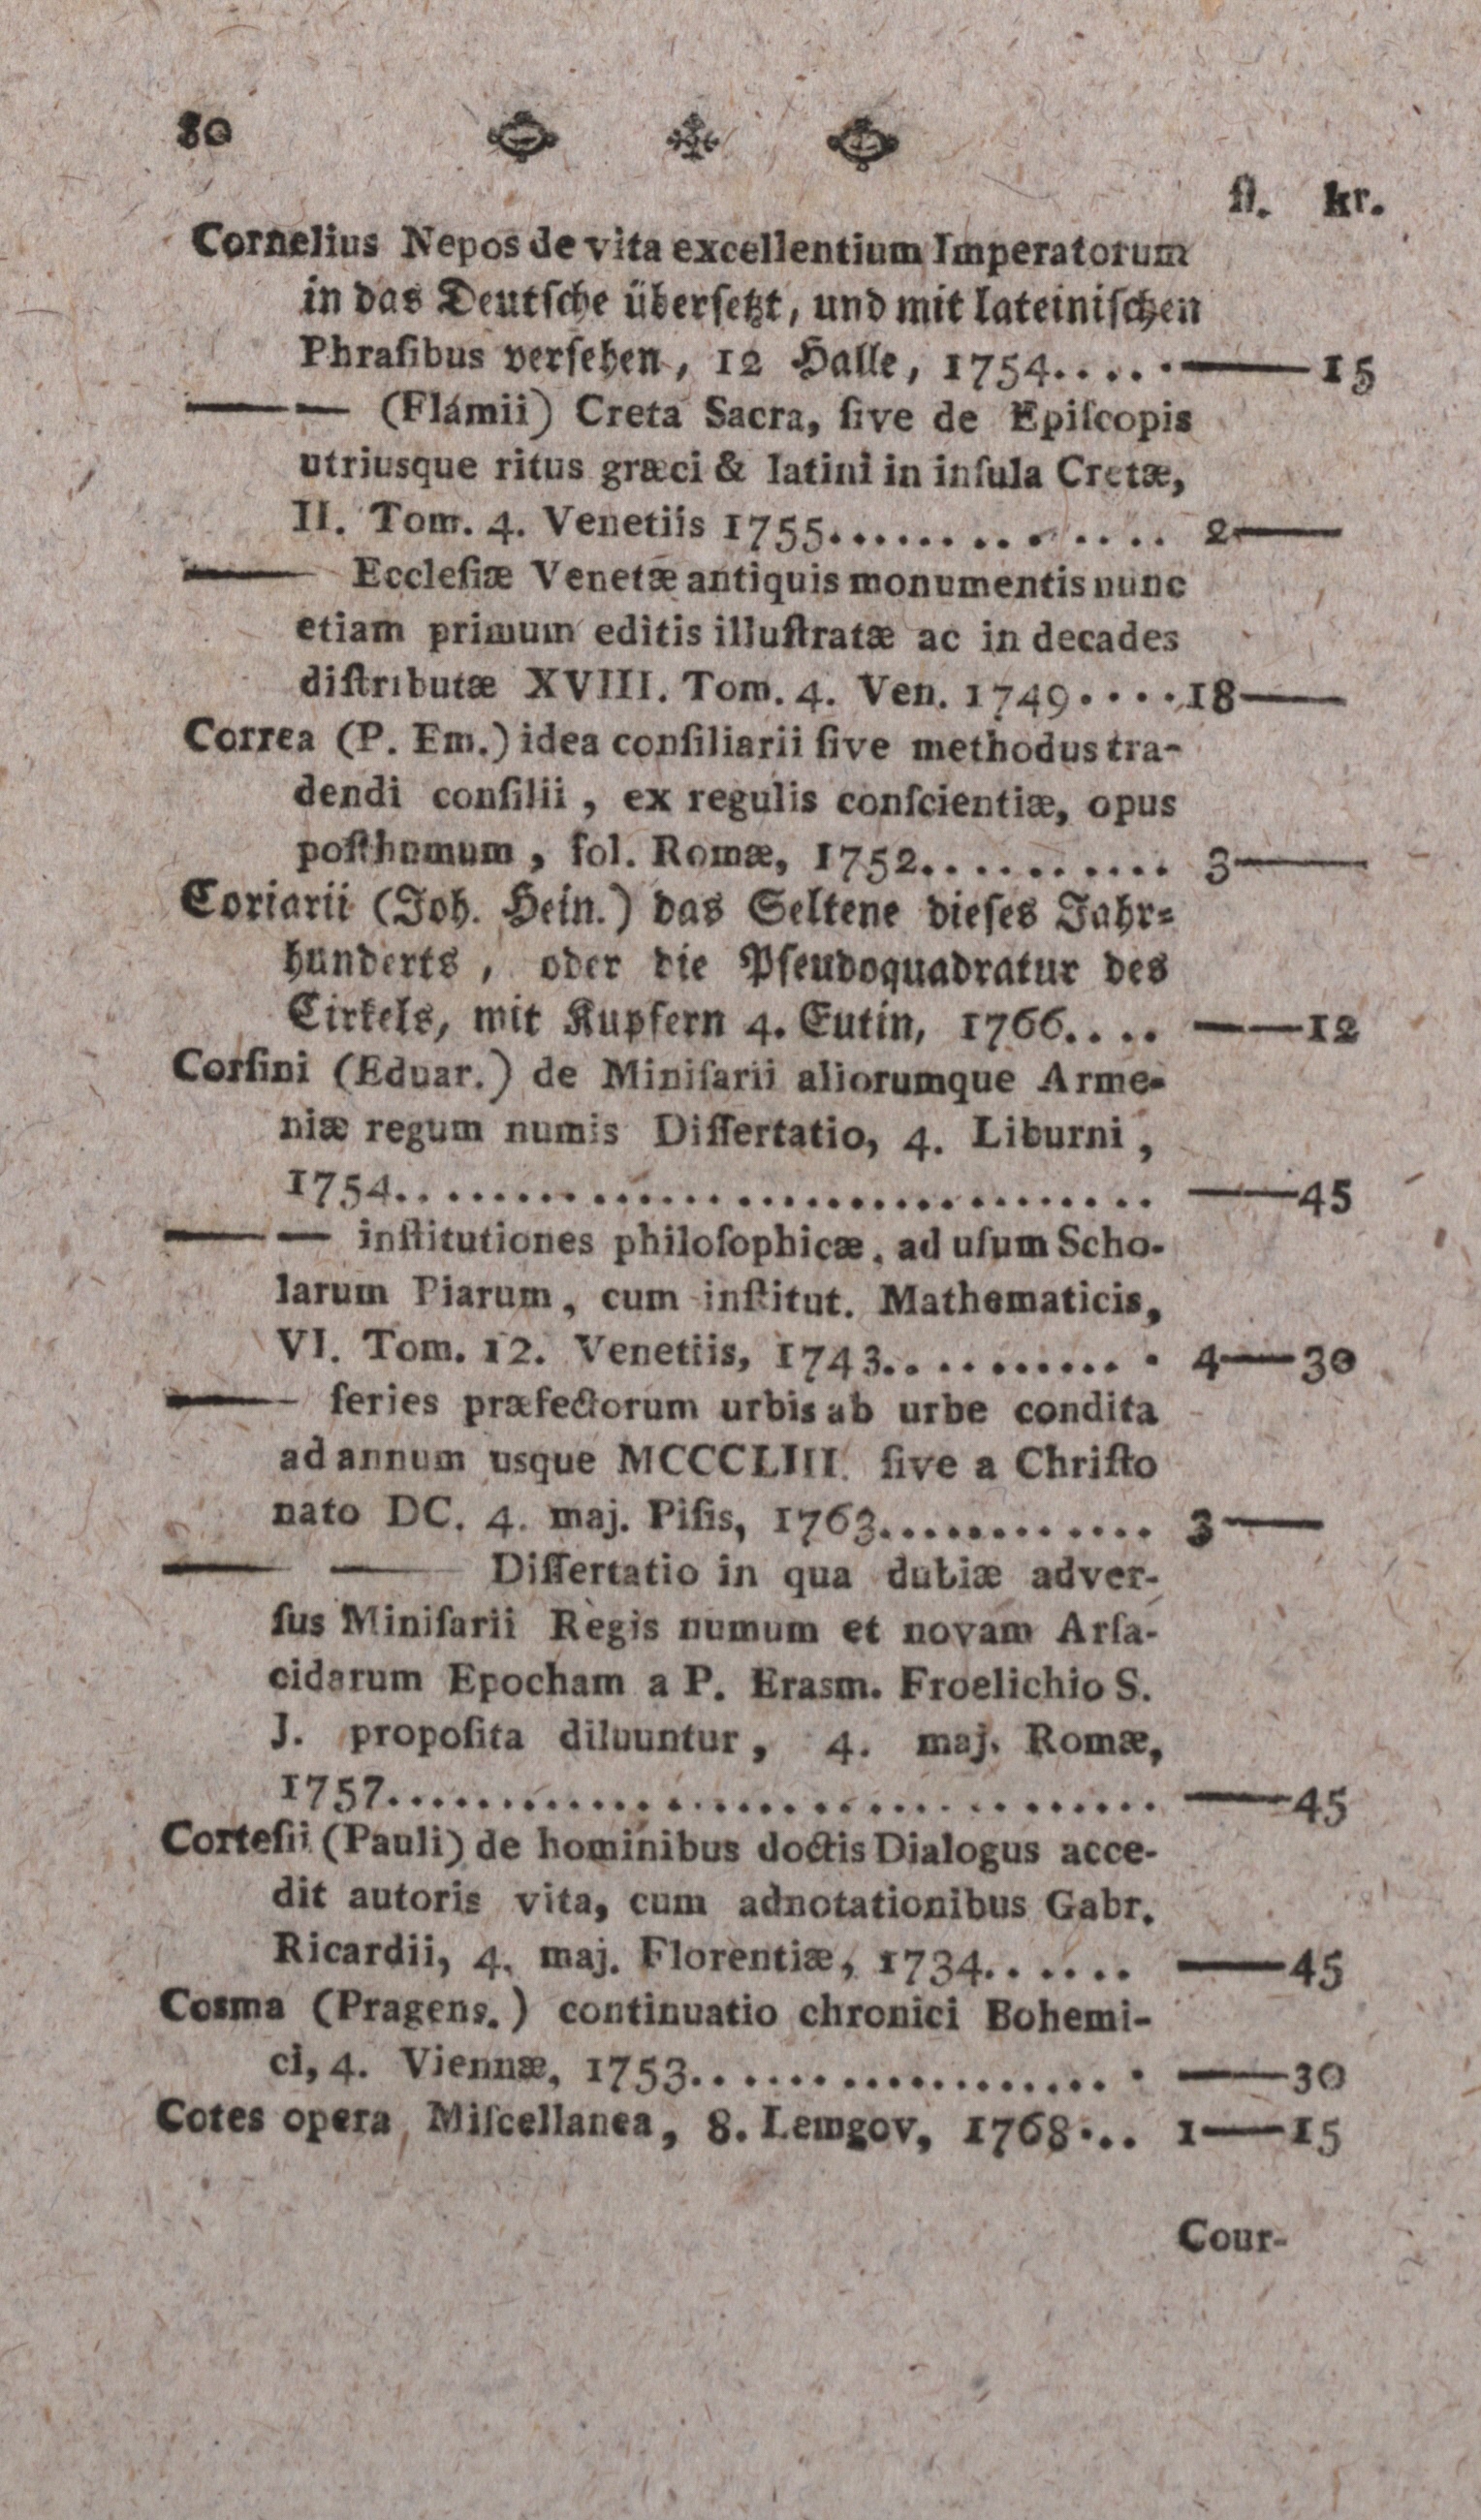 80
fl. kr.
Cornelius Nepos de vita excellentium Imperatorum
in das Deutsche übersetzt, und mit lateinischen
Phraſibus versehen, 12 Halle, 1754..... —— 15
—— — (Flámii) Creta Sacra, ſive de Epiſcopis
utriusque ritus græci & latini in inſula Cretæ,
II. Tom. 4. Venetiis 1755.............. 2——
—— Eccleſiæ Venetæ antiquis monumentis nunc
etiam primum editis illuſtratæ ac in decades
diſtributæ XVIII. Tom. 4. Ven. 1749.....18——
Correa (P. Em.) idea conſiliarii ſive methodus tra-
dendi conſilii, ex regulis conſcientiæ, opus
poſthumum, fol. Romæ, 1752........... 3——
Coriarii (Joh. Hein.) das Seltene dieſes Jahr-
hunderts, oder die Pſeudoquadratur des
Cirkels, mit Kupfern 4. Eutin, 1766.... — —12
Corſini (Eduar.) de Miniſarii aliorumque Arme-
niæ regum numis Diſſertatio, 4. Liburni,
1754................................. ——45
—— — inſtitutiones philoſophicæ, ad uſum Scho-
larum Piarum, cum inſtitut. Mathematicis,
VI. Tom. 12. Venetiis, 1743............ 4——30
—— ſeries præfectorum urbis ab urbe condita
ad annum usque MCCCLIII. ſive a Chriſto
nato DC. 4. maj. Piſis, 1763............ 3——
—— —— Diſſertatio in qua dubiæ adver-
ſus Miniſarii Regis numum et novam Arſa-
cidarum Epocham a P. Erasm. Froelichio S.
J. propoſita diluuntur, 4. maj. Romæ,
1757................................. ——45
Corteſii (Pauli) de hominibus doctis Dialogus acce-
dit autoris vita, cum adnotationibus Gabr.
Ricardii, 4. maj. Florentiæ, 1734....... ——45
Cosma (Pragens.) continuatio chronici Bohemi-
ci, 4. Viennæ, 1753................... ——30
Cotes opera Miſcellanea, 8. Lemgov, 1768... 1——15
Cour-